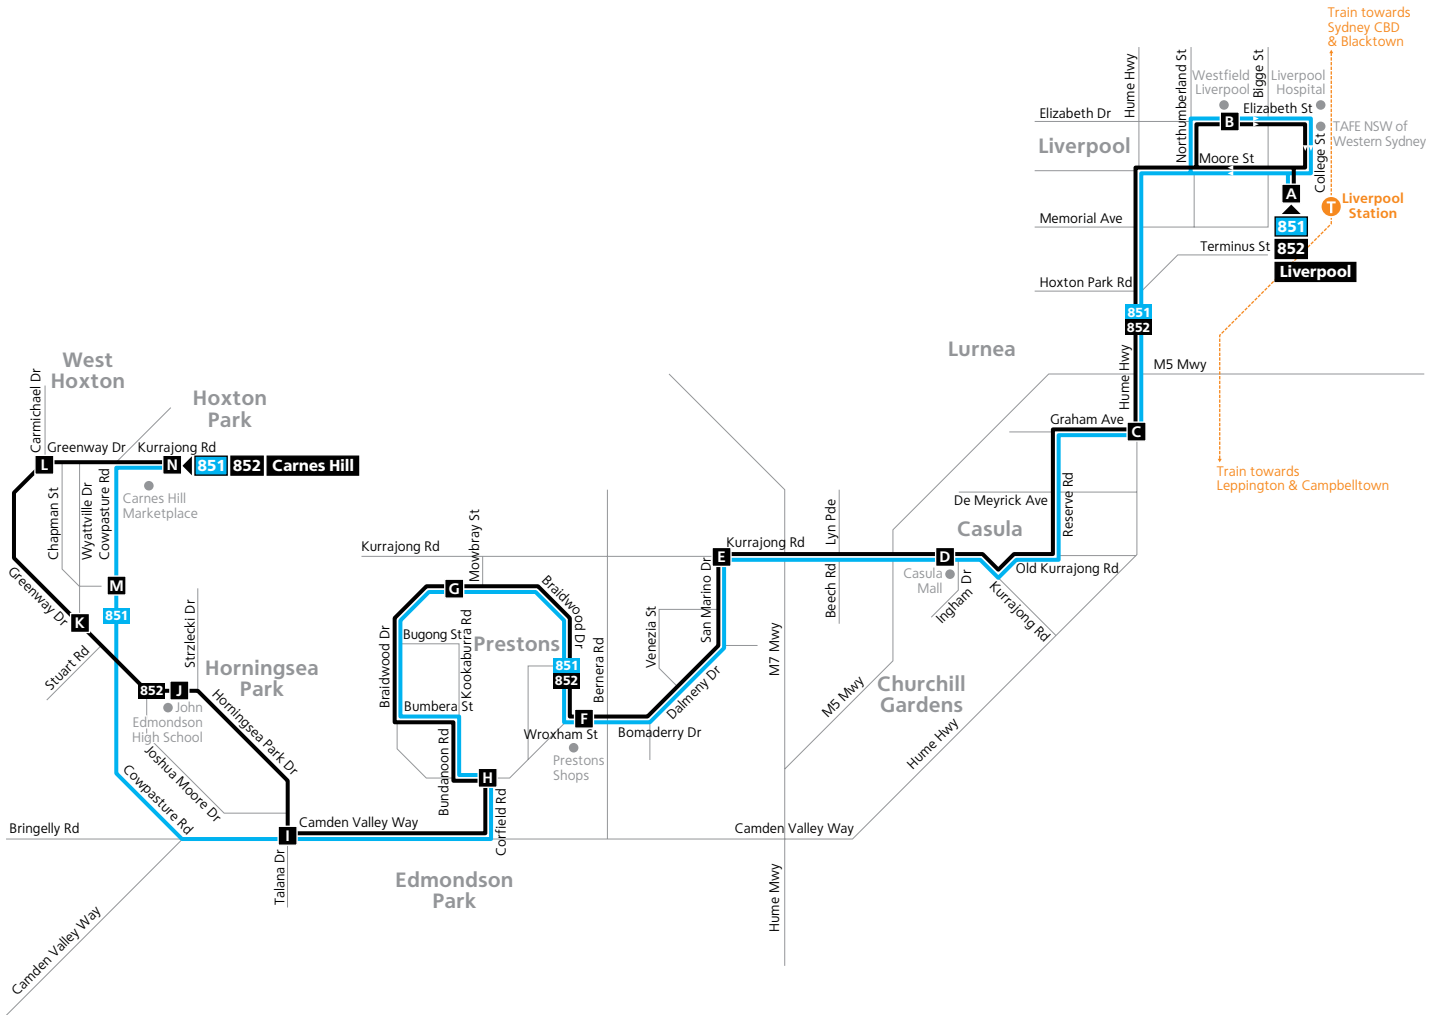 Train towards
Sydney CBD
& Blacktown
Hume Hwy
Northumberland St
Westfield
Liverpool
Bigge St
Liverpool
Hospital
Elizabeth Dr
Elizabeth St
B
TAFE NSW of
Western Sydney
Liverpool
Moore St
College St
A
T
Liverpool
Station
Memorial Ave
851
Terminus St
852
Liverpool
Hoxton Park Rd
851
852
Lurnea
M5 Mwy
Hume Hwy
Graham Ave
C
Train towards
Leppington & Campbelltown
West
Hoxton
Carmichael Dr
Hoxton
Park
Greenway Dr
Kurrajong Rd
L
N
851
852
Carnes Hill
Carnes Hill
Marketplace
Chapman St
Wyattville Dr
Cowpasture Rd
De Meyrick Ave
Reserve Rd
Casula
Lyn Pde
Mowbray St
Kurrajong Rd
E
Kurrajong Rd
D
Old Kurrajong Rd
Casula
Mall
Ingham Dr
Kurrajong Rd
Beech Rd
M
851
Greenway Dr
K
Stuart Rd
Strzlecki Dr
G
Braidwood Dr
Braidwood Dr
Bugong St
Kookaburra Rd
Prestons
San Marino Dr
Venezia St
Bernera Rd
M7 Mwy
851
852
Horningsea
Park
852
J
John
Edmondson
High School
Horningsea Park Dr
Joshua Moore Dr
Bumbera St
F
Wroxham St
Bomaderry Dr
Dalmeny Dr
Prestons
Shops
M5 Mwy
Churchill
Gardens
Hume Hwy
Cowpasture Rd
Bundanoon Rd
H
Corfield Rd
Bringelly Rd
I
Camden Valley Way
Camden Valley Way
Talana Dr
Edmondson
Park
Hume Mwy
Camden Valley Way